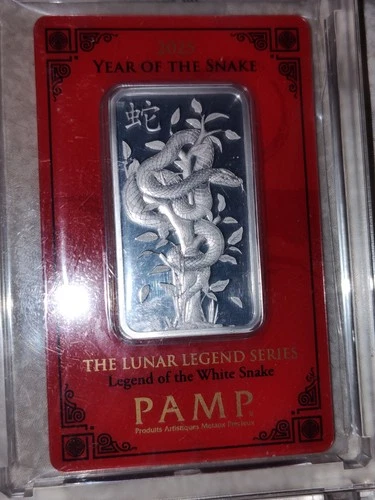 2025
YEAR OF THE SNAKE
蛇
THE LUNAR LEGEND SERIES
Legend of the White Snake
PAMP
Produits Artistiques Métaux Précieux